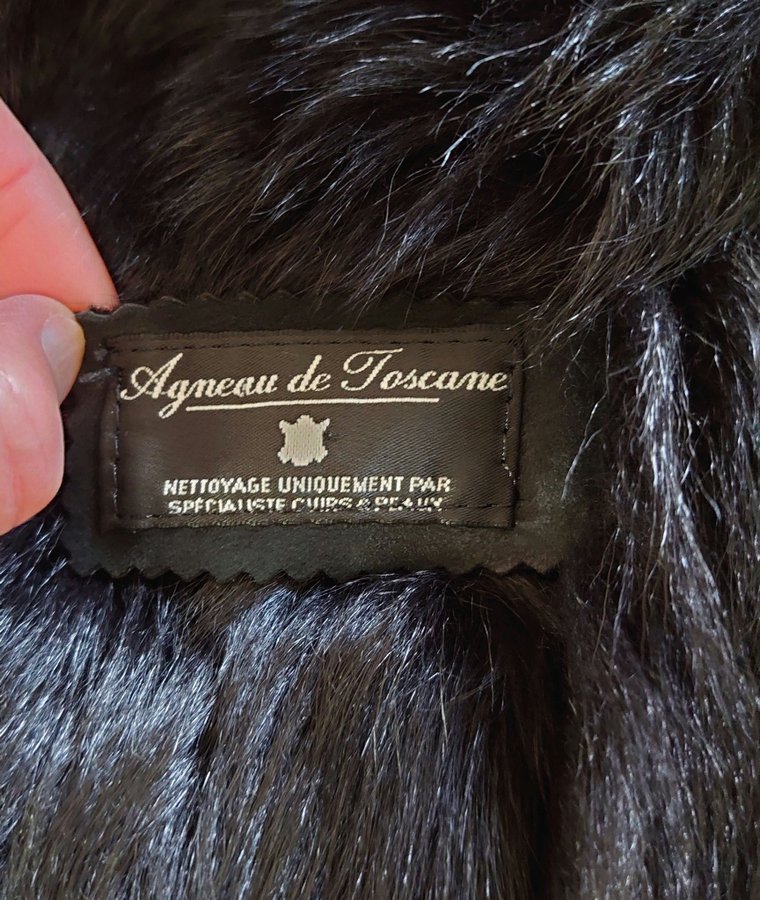 Agneau de Toscane
NETTOYAGE UNIQUEMENT PAR
SPÉCIALISTE CUIRS & PEAUX